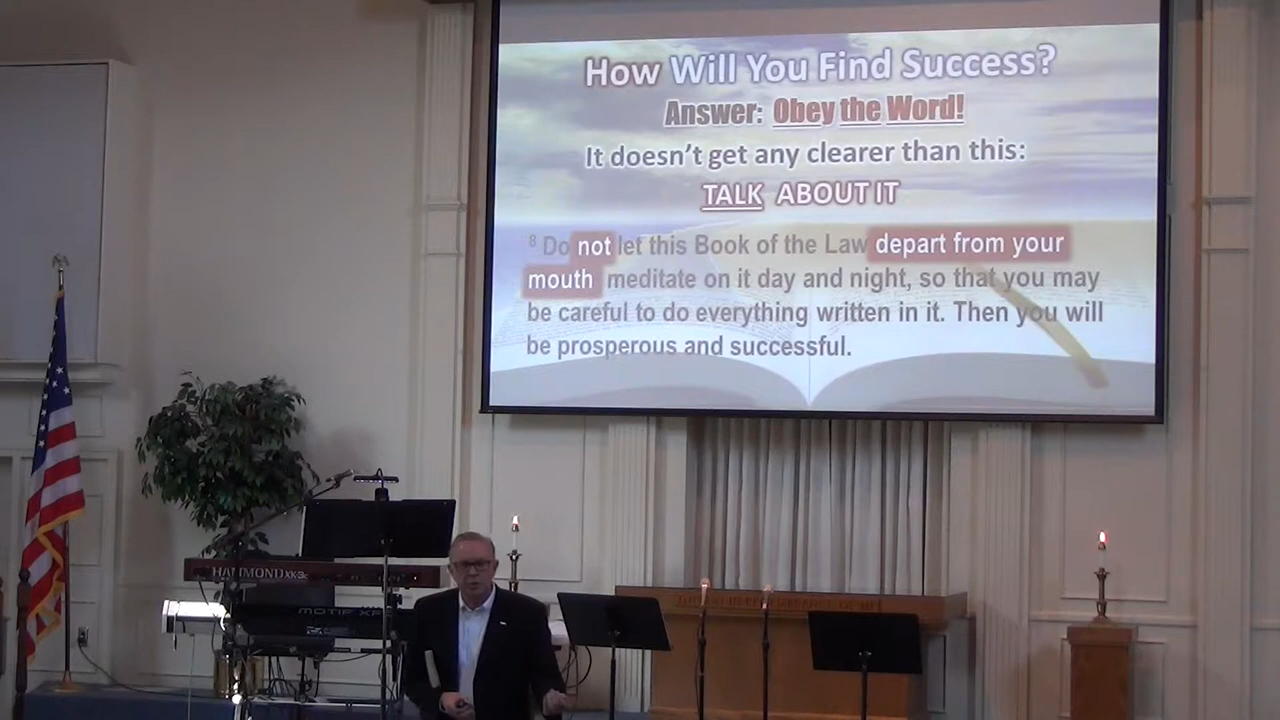 How Will You Find Success?
Answer: Obey the Word!
It doesn't get any clearer than this:
TALK ABOUT IT
8 Do not let this Book of the Law depart from your
mouth meditate on it day and night, so that you may
be careful to do everything written in it. Then you will
be prosperous and successful.
HAMMOND XK-3c
MOTIF XF